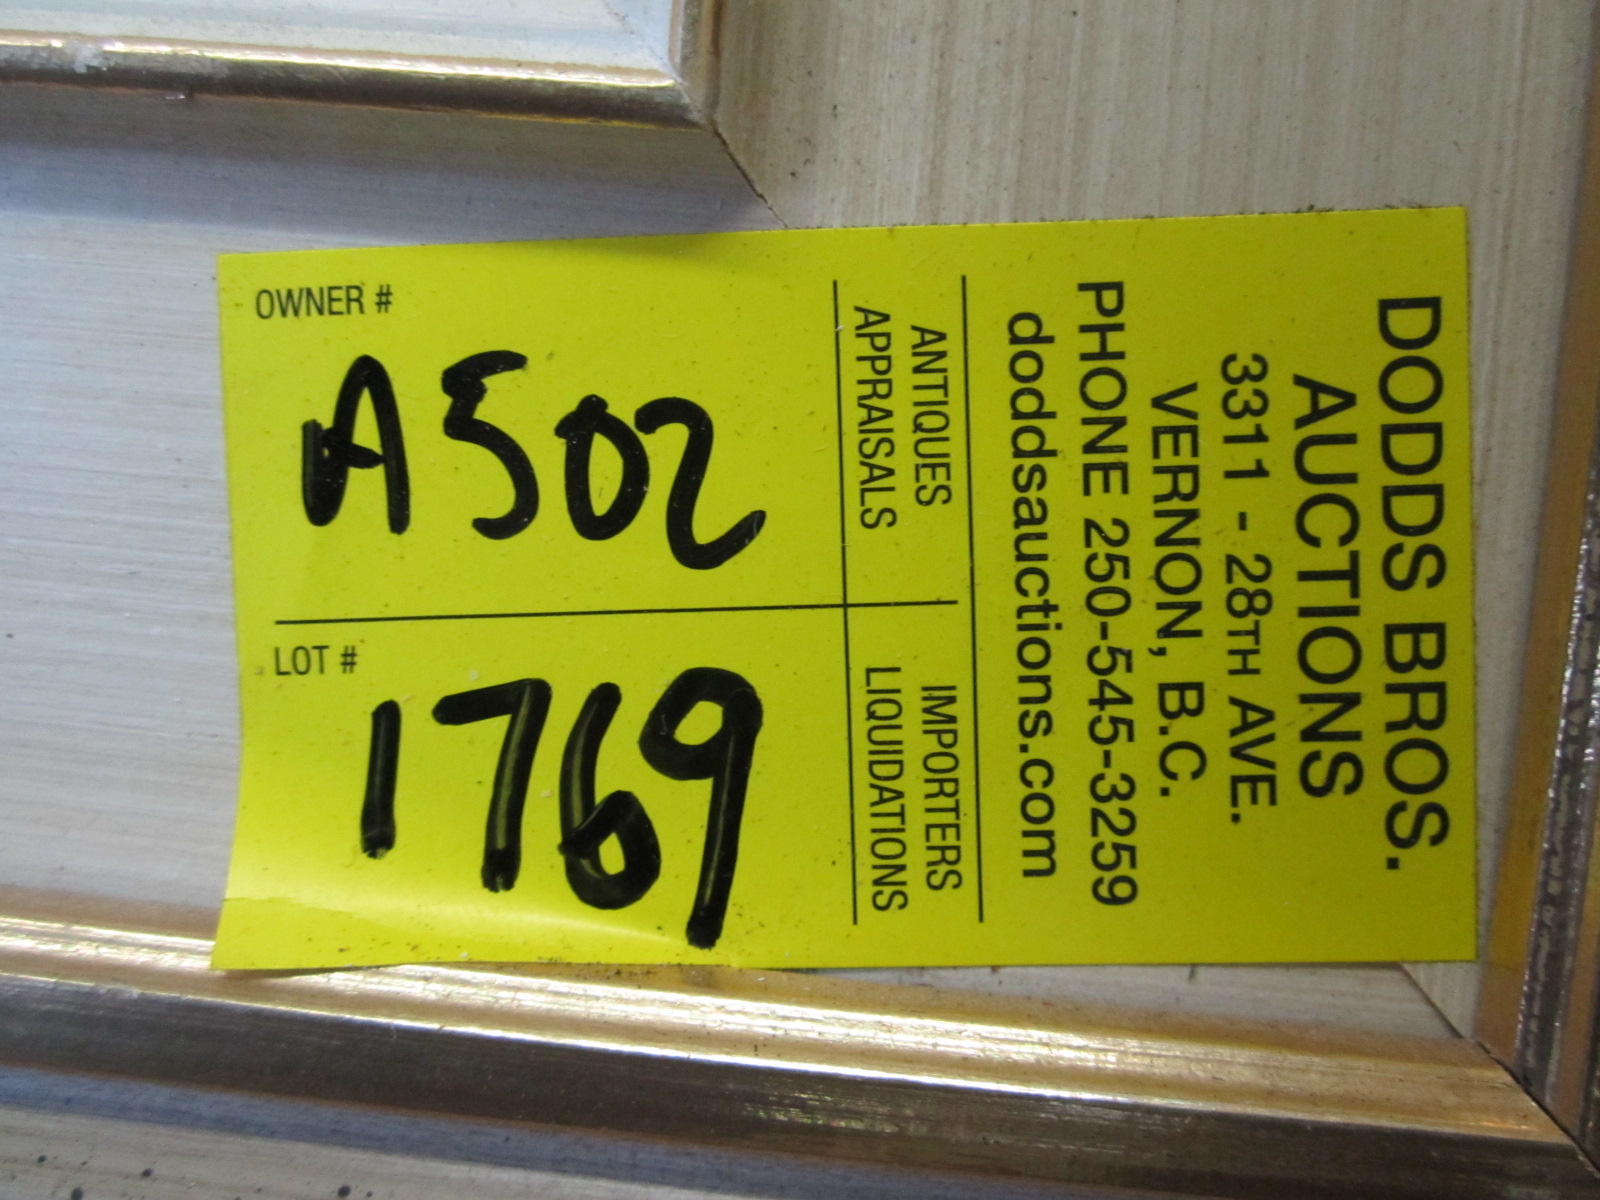 DODDS BROS.
AUCTIONS
3311 - 28TH AVE.
VERNON, B.C.
PHONE 250-545-3259
doddsauctions.com
ANTIQUES
APPRAISALS
IMPORTERS
LIQUIDATIONS
OWNER #
A502
LOT #
1769